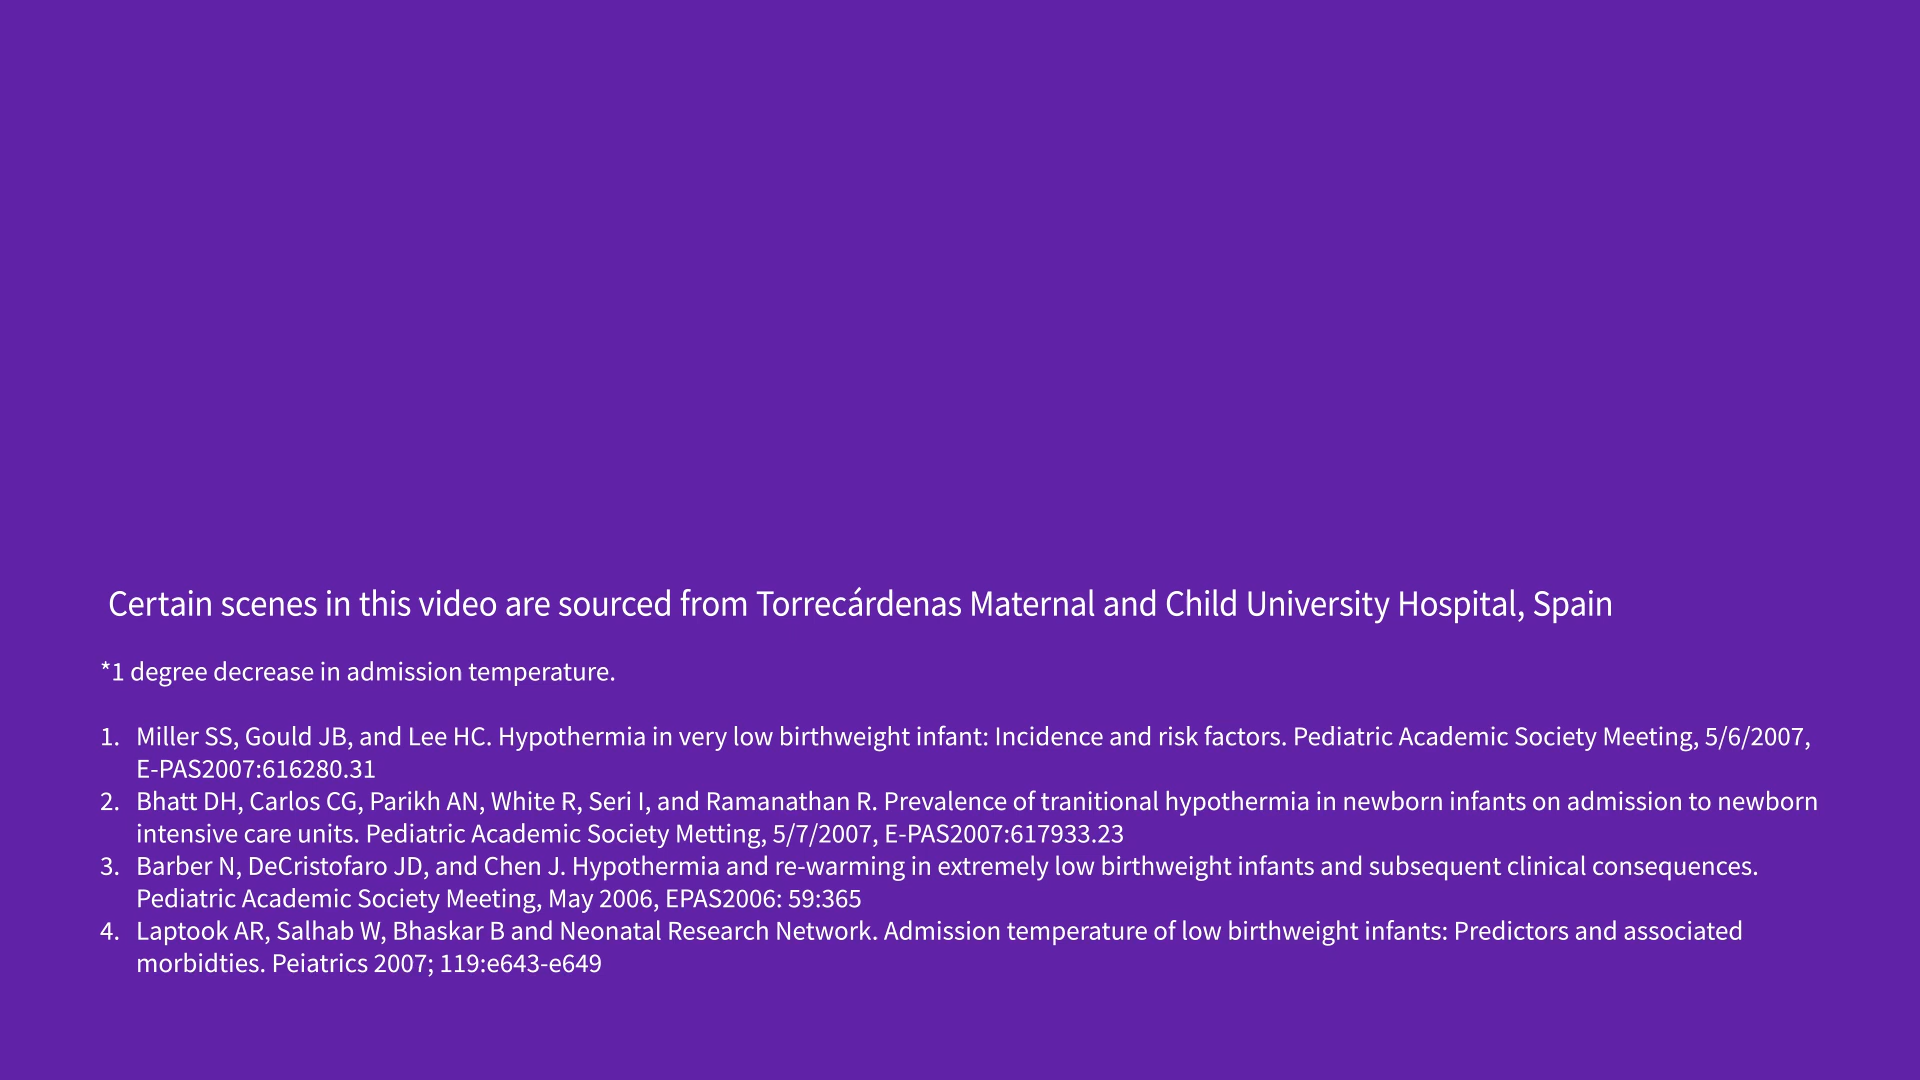 Certain scenes in this video are sourced from Torrecárdenas Maternal and Child University Hospital, Spain
*1 degree decrease in admission temperature.
1. Miller SS, Gould JB, and Lee HC. Hypothermia in very low birthweight infant: Incidence and risk factors. Pediatric Academic Society Meeting, 5/6/2007,
E-PAS2007:616280.31
2. Bhatt DH, Carlos CG, Parikh AN, White R, Seri I, and Ramanathan R. Prevalence of tranitional hypothermia in newborn infants on admission to newborn
intensive care units. Pediatric Academic Society Metting, 5/7/2007, E-PAS2007:617933.23
3. Barber N, DeCristofaro JD, and Chen J. Hypothermia and re-warming in extremely low birthweight infants and subsequent clinical consequences.
Pediatric Academic Society Meeting, May 2006, EPAS2006: 59:365
4. Laptook AR, Salhab W, Bhaskar B and Neonatal Research Network. Admission temperature of low birthweight infants: Predictors and associated
morbidties. Peiatrics 2007; 119:e643-e649